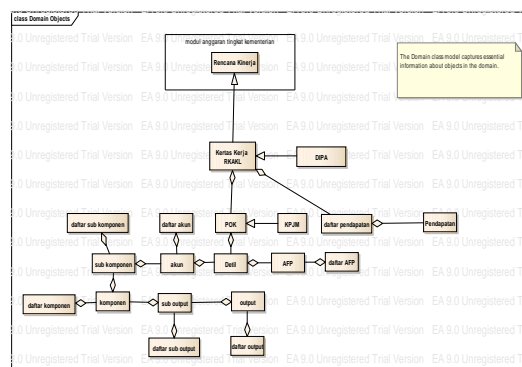 class Domain Objects
modul anggaran tingkat kementerian
Rencana Kinerja
The Domain class model captures essential
information about objects in the domain.
Kertas Kerja
RKAKL
DIPA
daftar sub komponen
daftar akun
POK
KPJM
daftar pendapatan
Pendapatan
sub komponen
akun
Detil
AFP
daftar AFP
daftar komponen
komponen
sub output
output
daftar sub output
daftar output
EA 9.0 Unregistered Trial Version